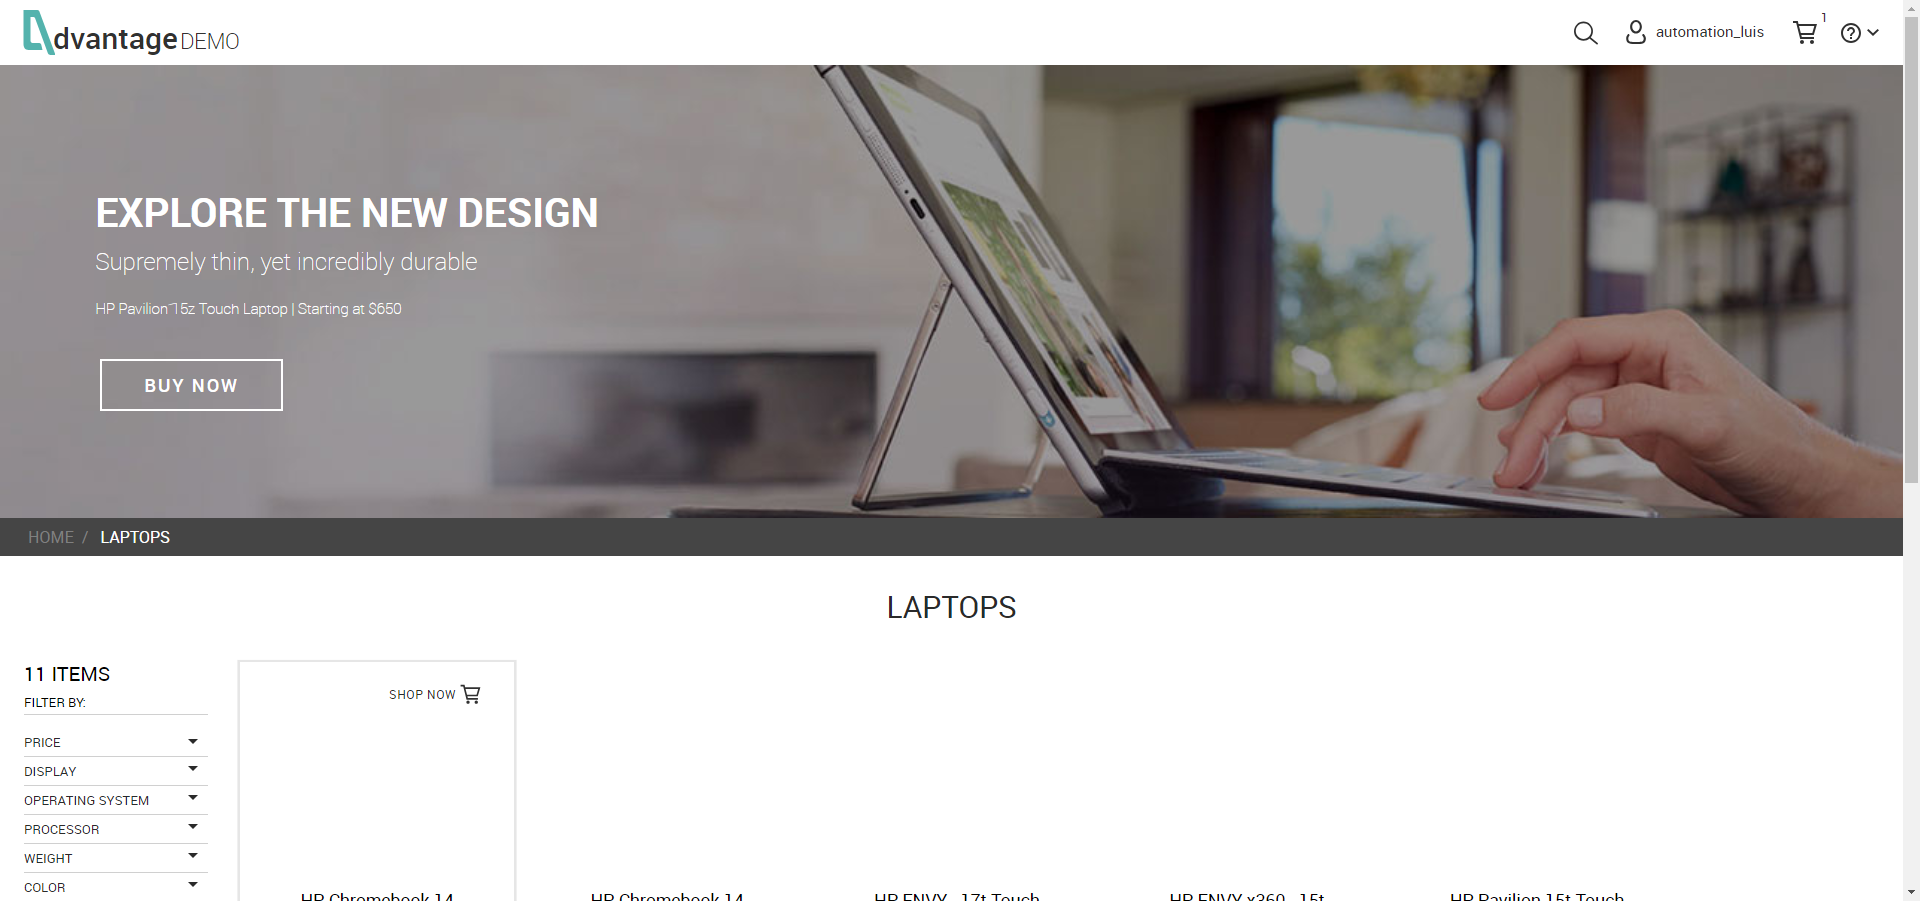 dvantage DEMO
automation_luis
1
EXPLORE THE NEW DESIGN
Supremely thin, yet incredibly durable
HP Pavilion 15z Touch Laptop | Starting at $650
BUY NOW
HOME / LAPTOPS
LAPTOPS
11 ITEMS
FILTER BY:
PRICE
DISPLAY
OPERATING SYSTEM
PROCESSOR
WEIGHT
COLOR
SHOP NOW
HP Chromebook 14
HP Chromebook 14
HP ENVY - 17t Touch
HP ENVY x360 - 15t
HP Pavilion 15t Touch